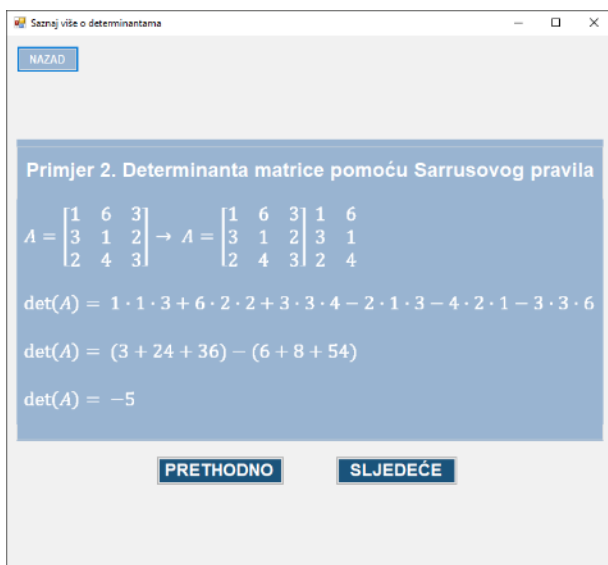 Saznaj više o determinantama
NAZAD
Primjer 2. Determinanta matrice pomoću Sarrusovog pravila
A = [1 6 3; 3 1 2; 2 4 3] → A = [1 6 3; 3 1 2; 2 4 3] 1 6; 3 1; 2 4
det(A) = 1 · 1 · 3 + 6 · 2 · 2 + 3 · 3 · 4 − 2 · 1 · 3 − 4 · 2 · 1 − 3 · 3 · 6
det(A) = (3 + 24 + 36) − (6 + 8 + 54)
det(A) = −5
PRETHODNO
SLJEDEĆE